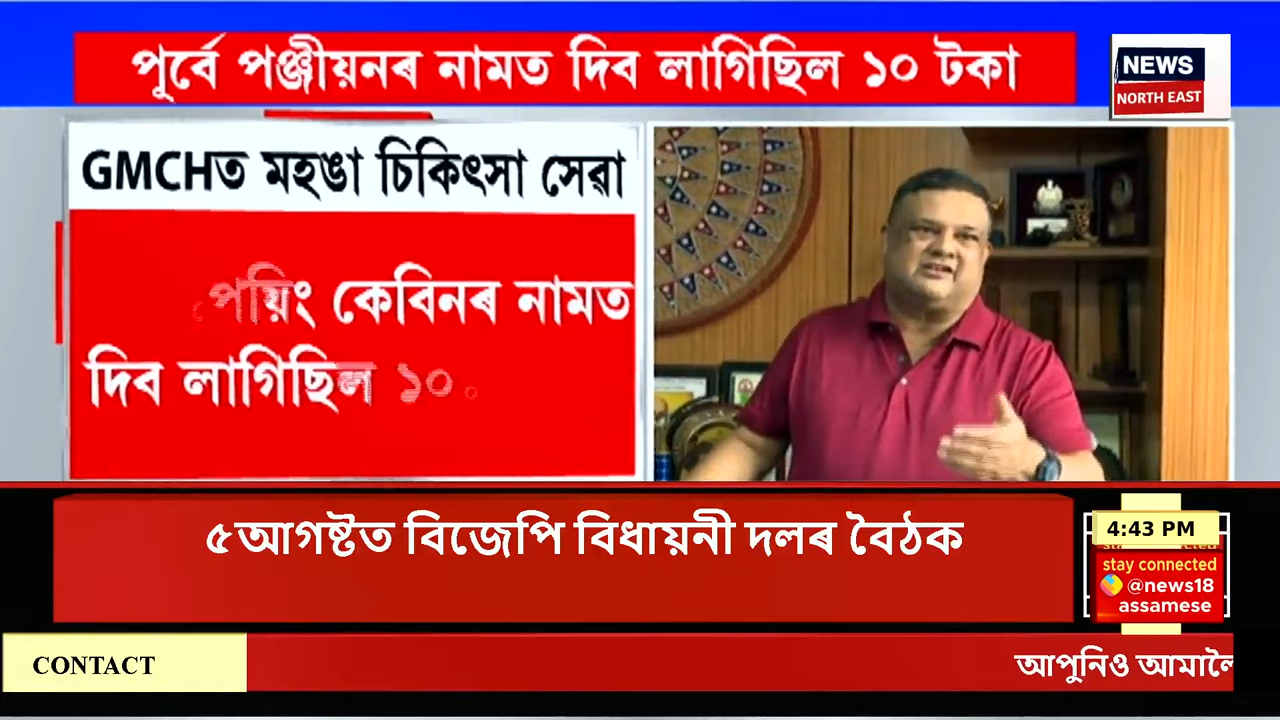 পূৰ্বে পঞ্জীয়নৰ নামত দিব লাগিছিল ১০ টকা
NEWS
NORTH EAST
GMCHত মহঙা চিকিৎসা সেৱা
পেয়িং কেবিনৰ নামত
দিব লাগিছিল ১০
৫আগষ্টত বিজেপি বিধায়নী দলৰ বৈঠক
4:43 PM
stay connected
@news18
assamese
CONTACT
আপুনিও আমালৈ